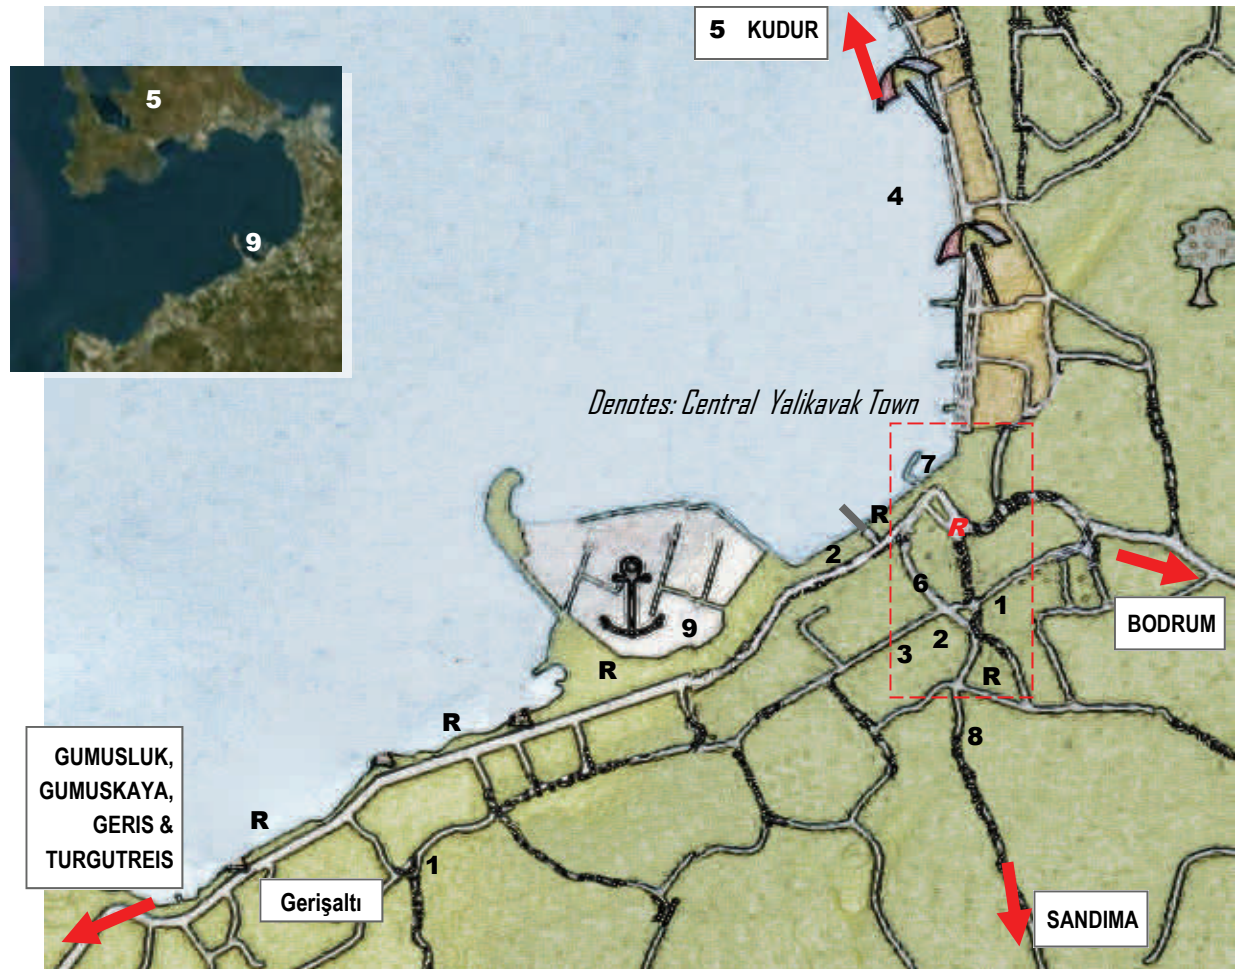 5 KUDUR
5
4
9
Denotes: Central Yalikavak Town
7
R
R
2
6
1
9
2
3
R
R
R
8
BODRUM
GUMUSLUK,
GUMUSKAYA,
GERIS &
TURGUTREIS
R
1
Gerişaltı
SANDIMA